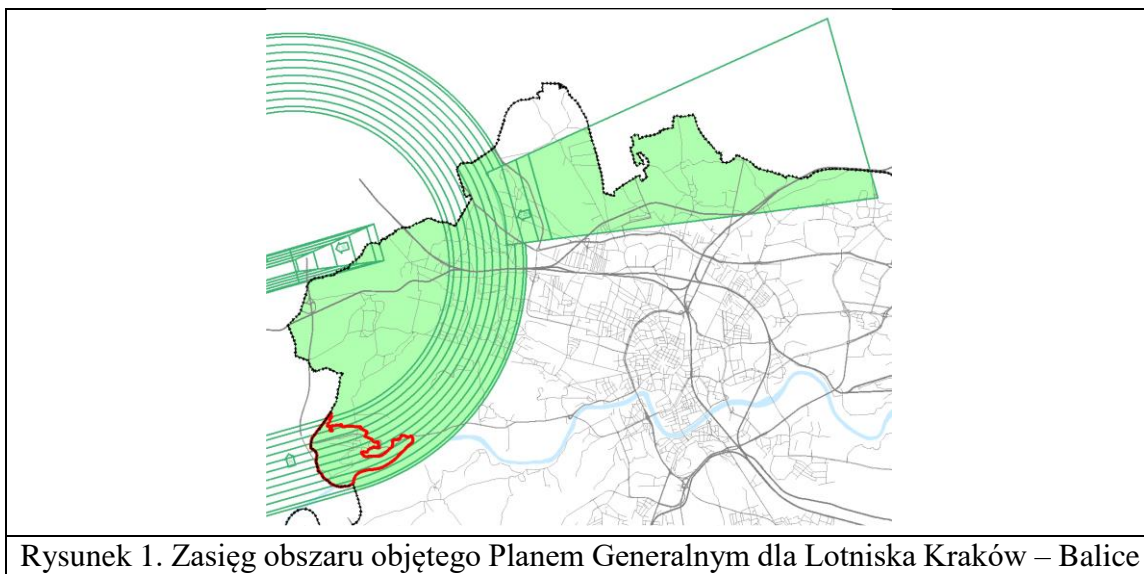 Rysunek 1. Zasięg obszaru objętego Planem Generalnym dla Lotniska Kraków – Balice